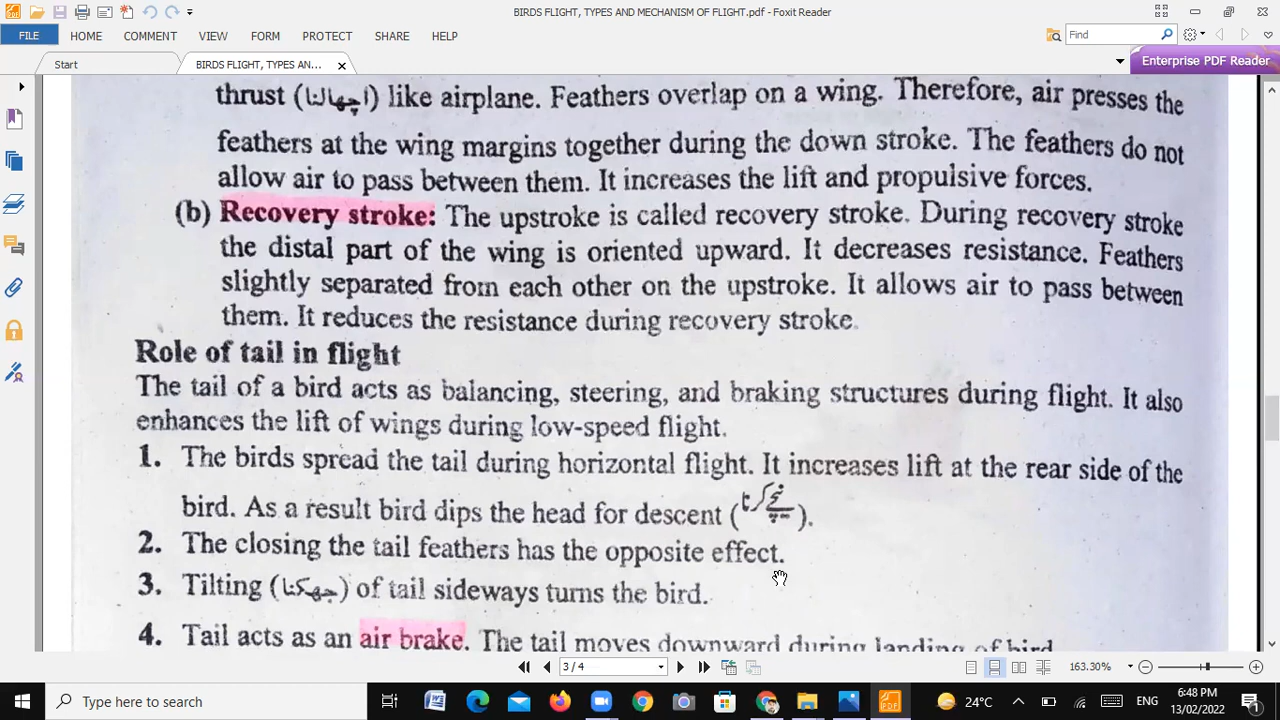 BIRDS FLIGHT, TYPES AND MECHANISM OF FLIGHT.pdf - Foxit Reader
FILE HOME COMMENT VIEW FORM PROTECT SHARE HELP Find
Start BIRDS FLIGHT, TYPES AN... Enterprise PDF Reader
thrust (اچھالنا) like airplane. Feathers overlap on a wing. Therefore, air presses the
feathers at the wing margins together during the down stroke. The feathers do not
allow air to pass between them. It increases the lift and propulsive forces.
(b) Recovery stroke: The upstroke is called recovery stroke. During recovery stroke
the distal part of the wing is oriented upward. It decreases resistance. Feathers
slightly separated from each other on the upstroke. It allows air to pass between
them. It reduces the resistance during recovery stroke.
Role of tail in flight
The tail of a bird acts as balancing, steering, and braking structures during flight. It also
enhances the lift of wings during low-speed flight.
1. The birds spread the tail during horizontal flight. It increases lift at the rear side of the
bird. As a result bird dips the head for descent ( ).
2. The closing the tail feathers has the opposite effect.
3. Tilting (جھکنا) of tail sideways turns the bird.
4. Tail acts as an air brake. The tail moves downward during landing of bird
3 / 4 163.30%
Type here to search 24°C ENG 6:48 PM
13/02/2022